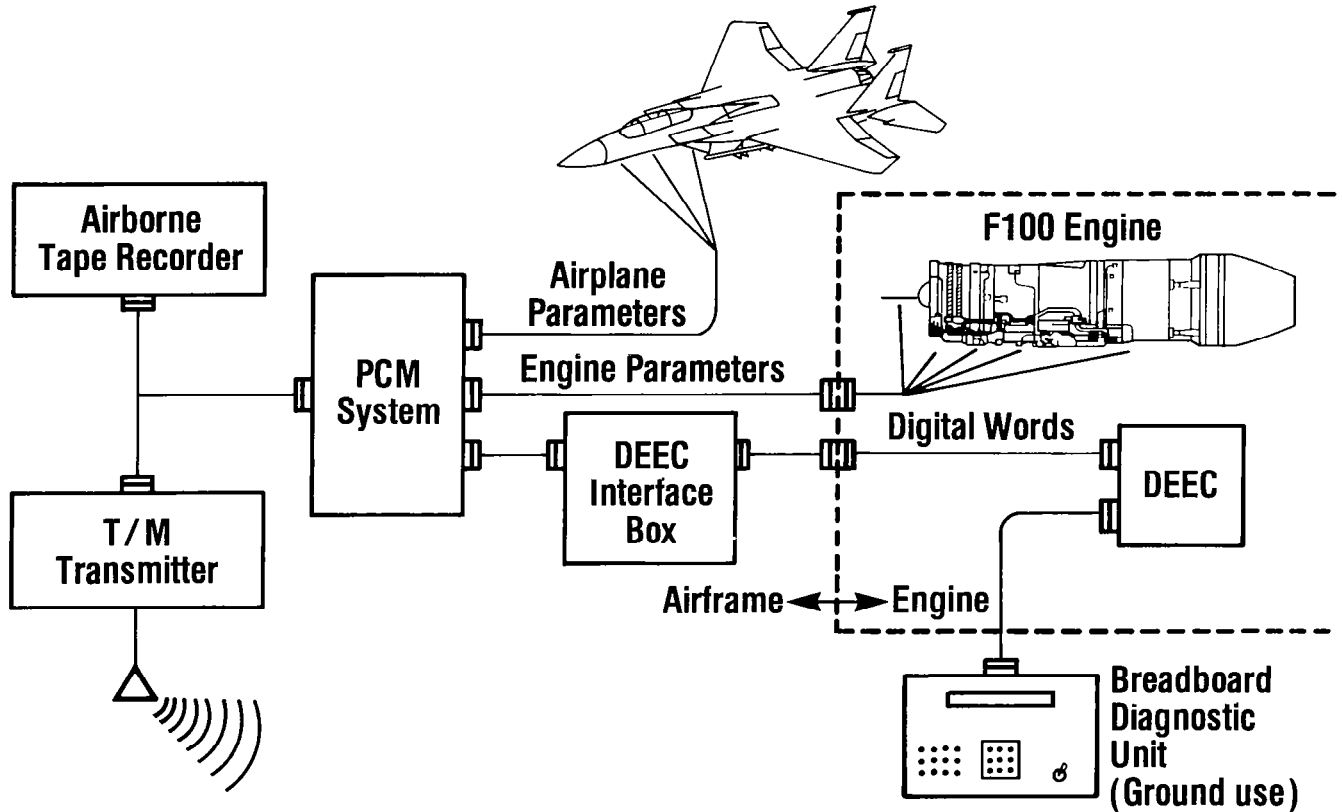 Airborne
Tape Recorder
T/M
Transmitter
PCM
System
Airplane
Parameters
Engine Parameters
DEEC
Interface
Box
F100 Engine
Digital Words
DEEC
Airframe
Engine
Breadboard
Diagnostic
Unit
(Ground use)